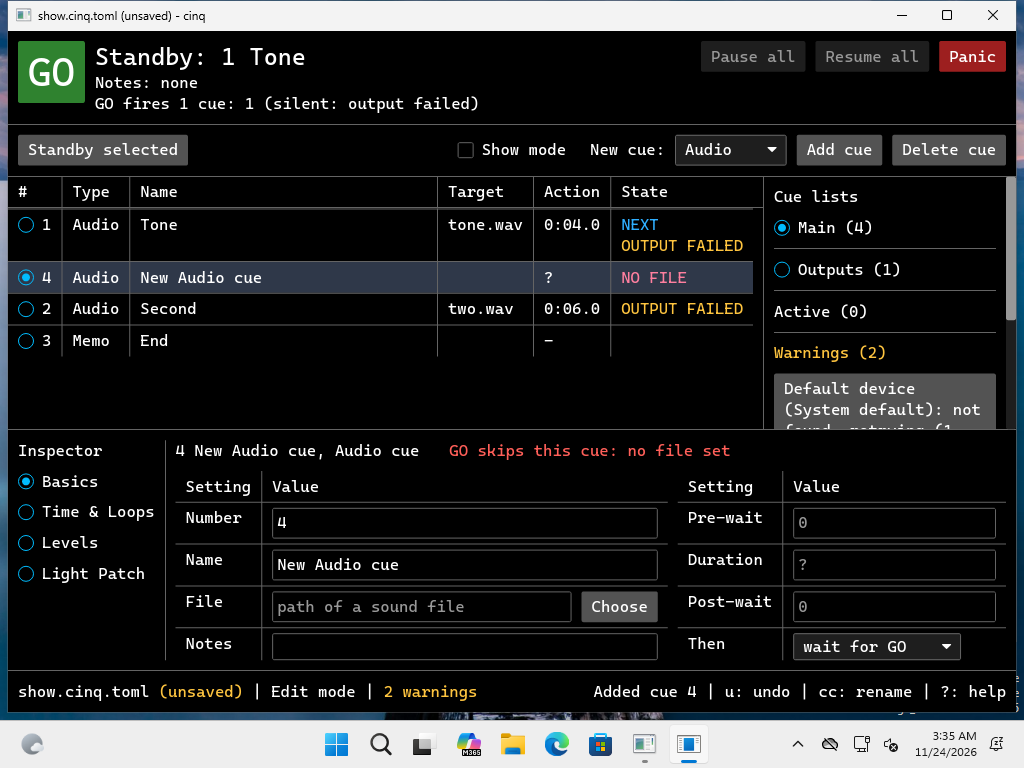 show.cinq.toml (unsaved) - cinq
GO
Standby: 1 Tone
Notes: none
GO fires 1 cue: 1 (silent: output failed)
Pause all
Resume all
Panic
Standby selected
Show mode
New cue:
Audio
Add cue
Delete cue
# Type Name Target Action State
1 Audio Tone tone.wav 0:04.0 NEXT
OUTPUT FAILED
4 Audio New Audio cue ? NO FILE
2 Audio Second two.wav 0:06.0 OUTPUT FAILED
3 Memo End —
Cue lists
Main (4)
Outputs (1)
Active (0)
Warnings (2)
Default device
(System default): not
Inspector
Basics
Time & Loops
Levels
Light Patch
4 New Audio cue, Audio cue GO skips this cue: no file set
Setting Value
Number 4
Name New Audio cue
File path of a sound file Choose
Notes
Setting Value
Pre-wait 0
Duration ?
Post-wait 0
Then wait for GO
show.cinq.toml (unsaved) | Edit mode | 2 warnings
Added cue 4 | u: undo | cc: rename | ?: help
M365
3:35 AM
11/24/2026